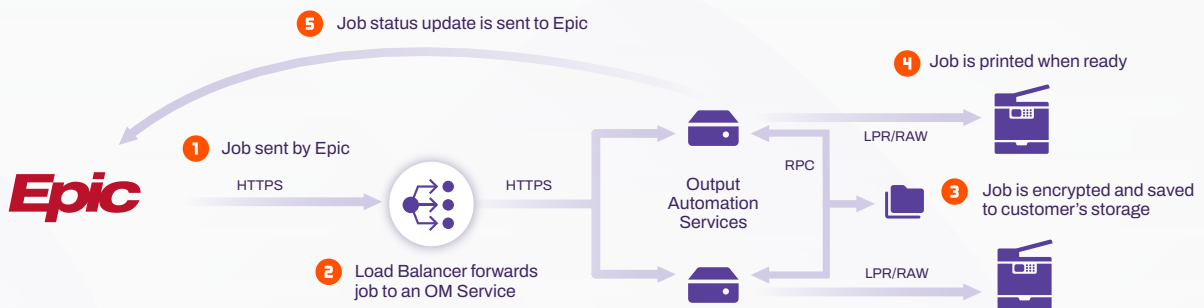 5 Job status update is sent to Epic
4 Job is printed when ready
LPR/RAW
1 Job sent by Epic
Epic
HTTPS
HTTPS
RPC
Output
Automation
Services
3 Job is encrypted and saved
to customer's storage
2 Load Balancer forwards
job to an OM Service
LPR/RAW